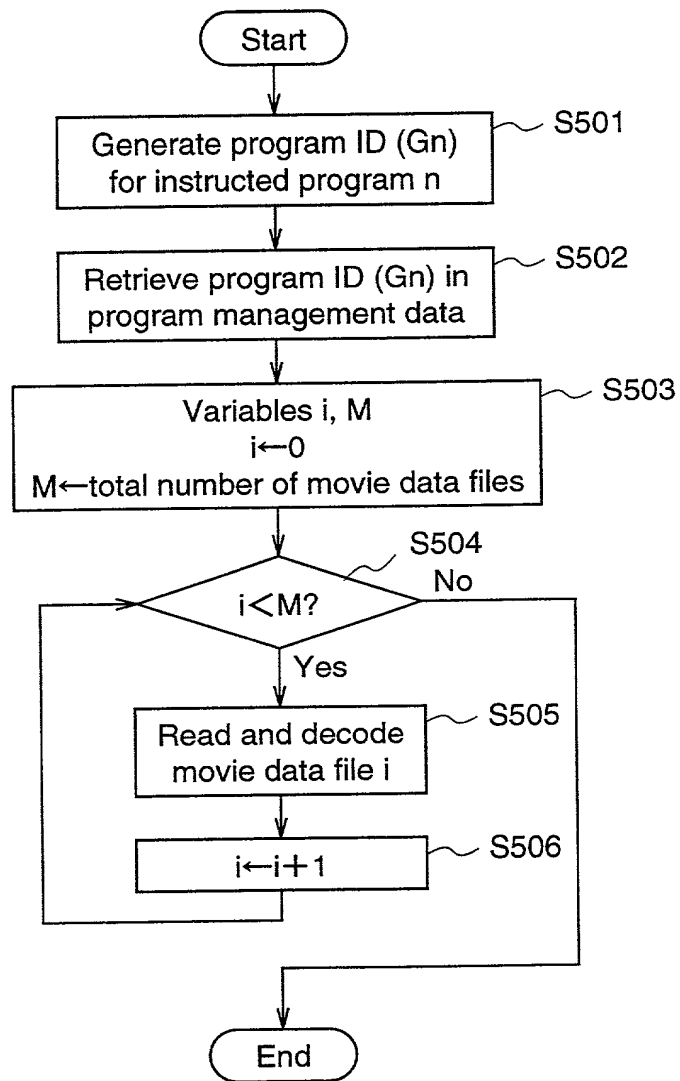 Start
Generate program ID (Gn)
for instructed program n
S501
Retrieve program ID (Gn) in
program management data
S502
Variables i, M
i←0
M←total number of movie data files
S503
S504
i<M?
No
Yes
Read and decode
movie data file i
S505
i←i+1
S506
End